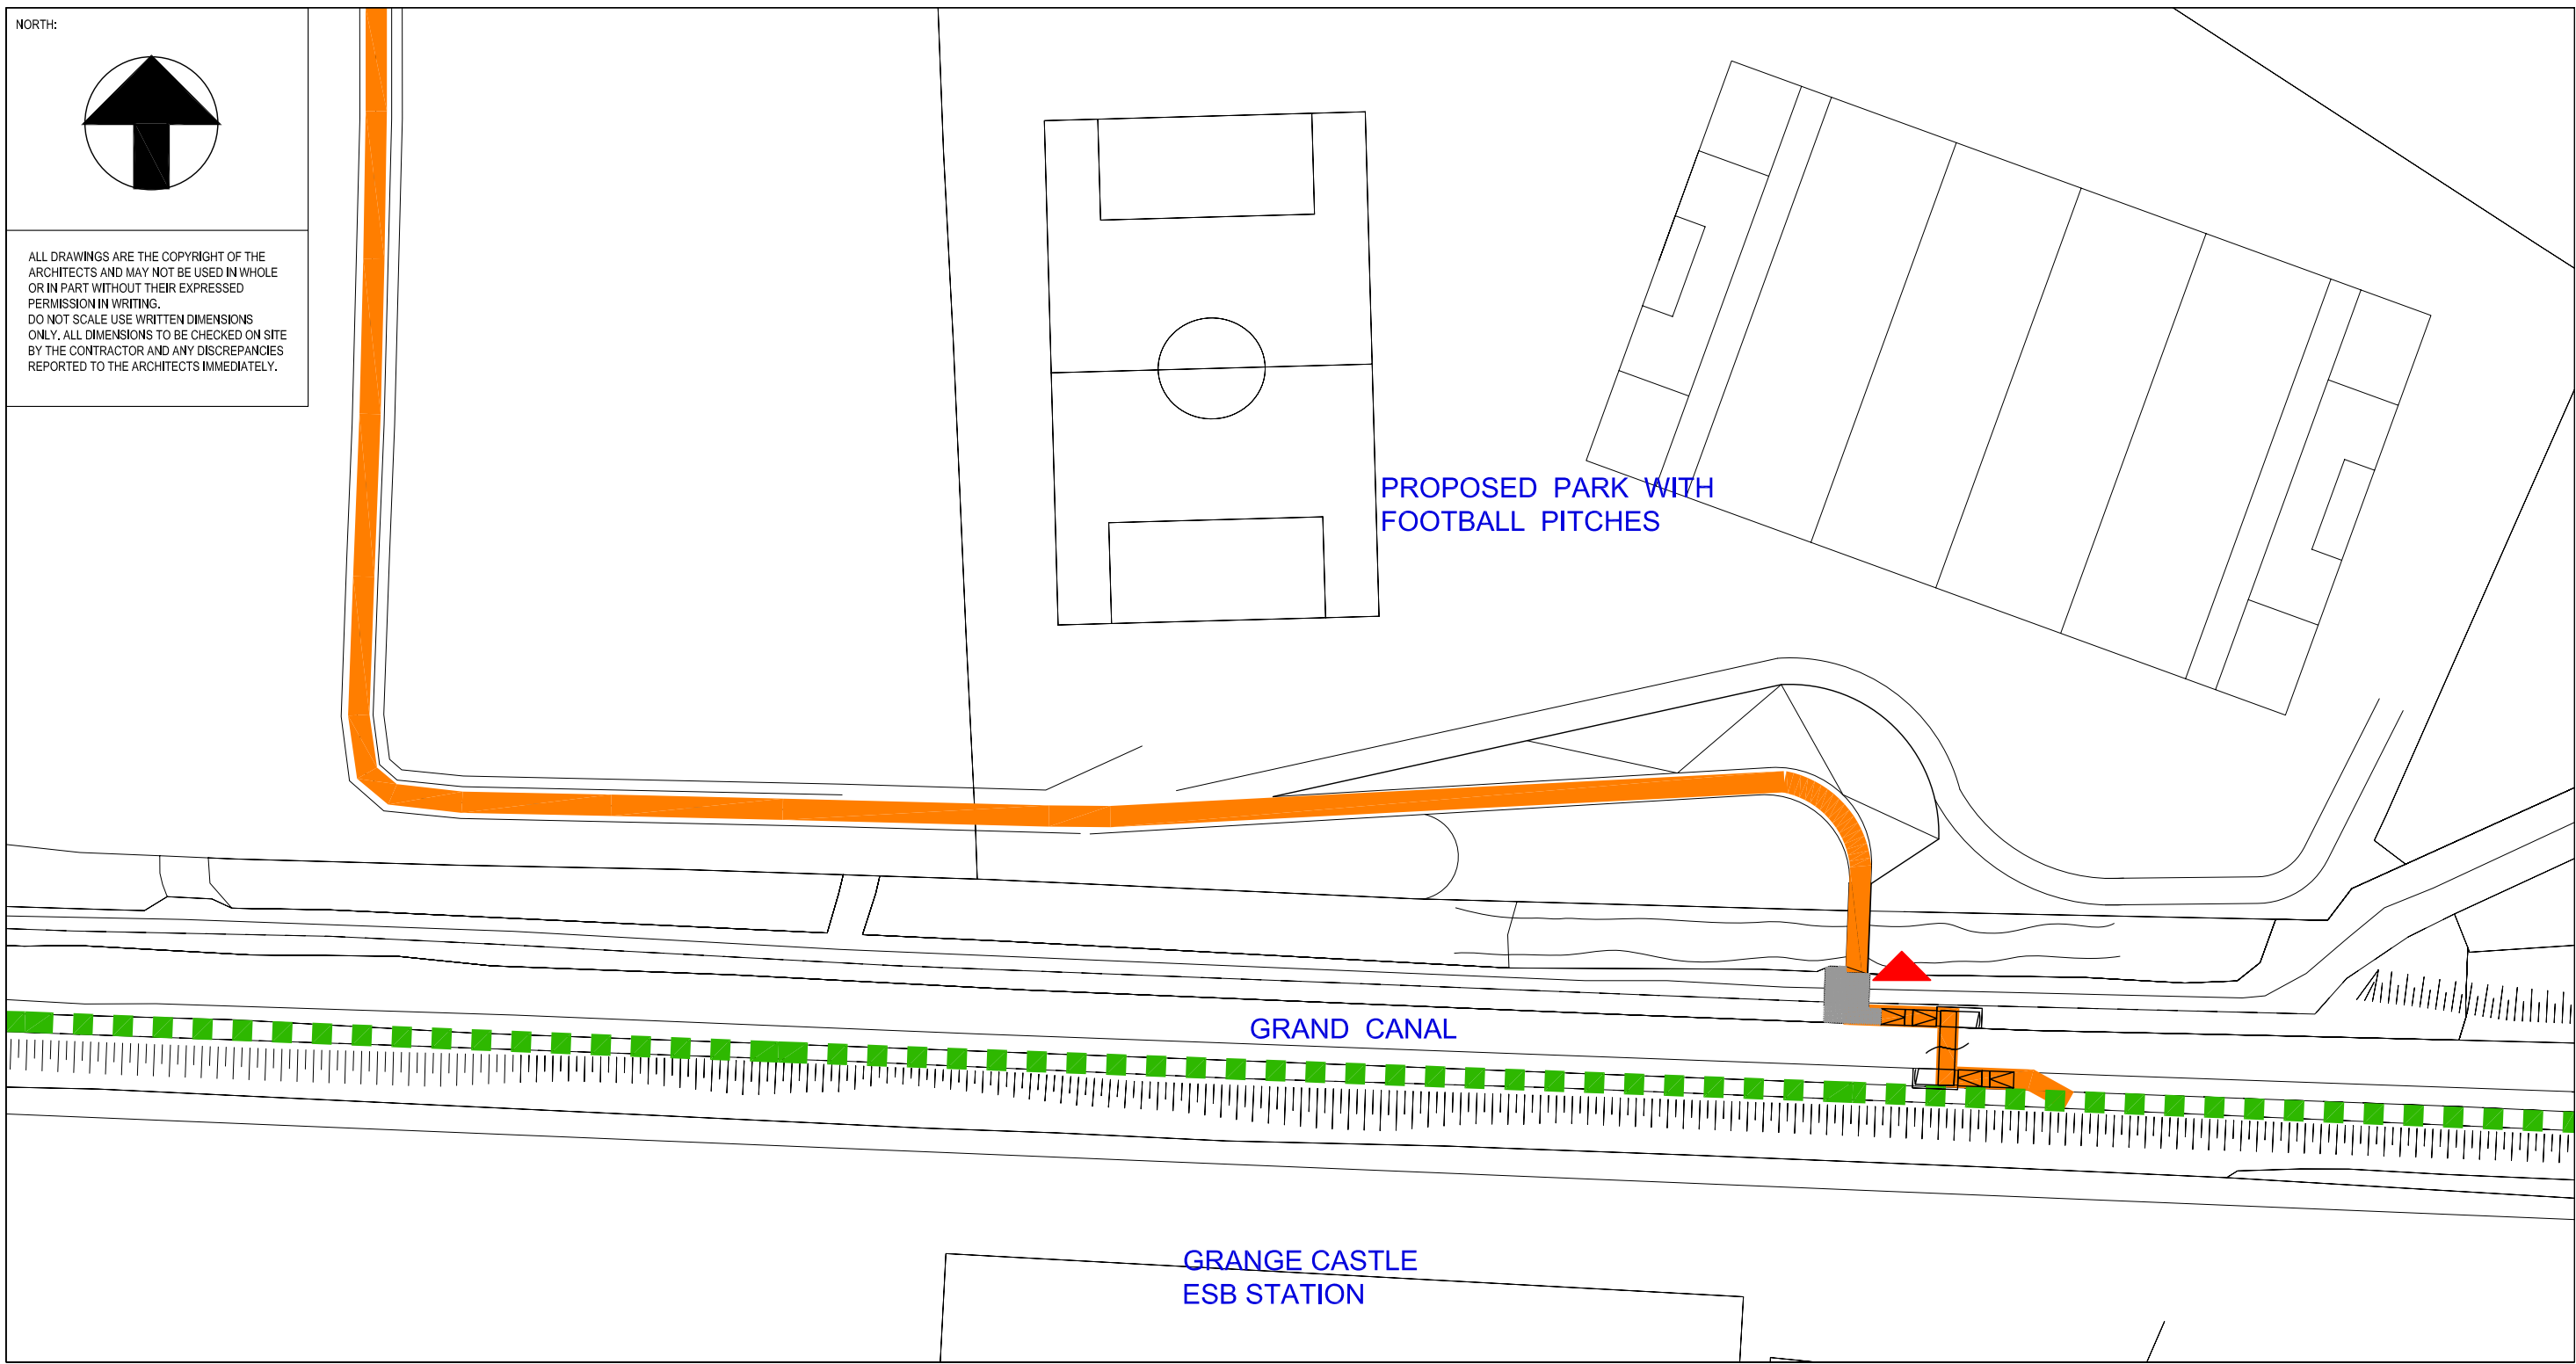 NORTH:
ALL DRAWINGS ARE THE COPYRIGHT OF THE
ARCHITECTS AND MAY NOT BE USED IN WHOLE
OR IN PART WITHOUT THEIR EXPRESSED
PERMISSION IN WRITING.
DO NOT SCALE USE WRITTEN DIMENSIONS
ONLY. ALL DIMENSIONS TO BE CHECKED ON SITE
BY THE CONTRACTOR AND ANY DISCREPANCIES
REPORTED TO THE ARCHITECTS IMMEDIATELY.
PROPOSED PARK WITH
FOOTBALL PITCHES
GRAND CANAL
GRANGE CASTLE
ESB STATION